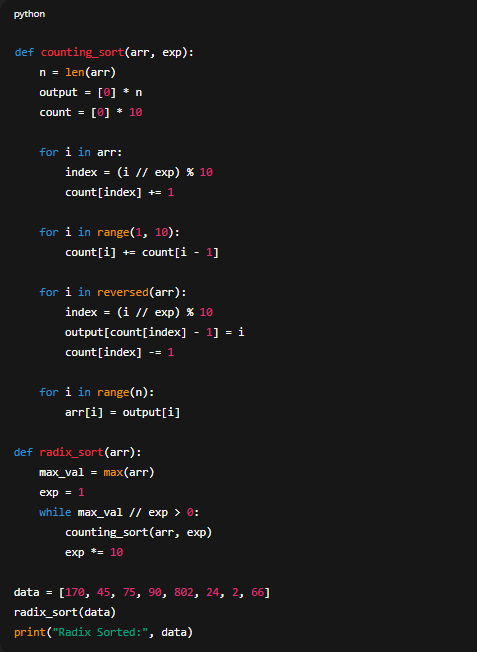 python
def counting_sort(arr, exp):
    n = len(arr)
    output = [0] * n
    count = [0] * 10
    for i in arr:
        index = (i // exp) % 10
        count[index] += 1
    for i in range(1, 10):
        count[i] += count[i - 1]
    for i in reversed(arr):
        index = (i // exp) % 10
        output[count[index] - 1] = i
        count[index] -= 1
    for i in range(n):
        arr[i] = output[i]
def radix_sort(arr):
    max_val = max(arr)
    exp = 1
    while max_val // exp > 0:
        counting_sort(arr, exp)
        exp *= 10
data = [170, 45, 75, 90, 802, 24, 2, 66]
radix_sort(data)
print("Radix Sorted:", data)